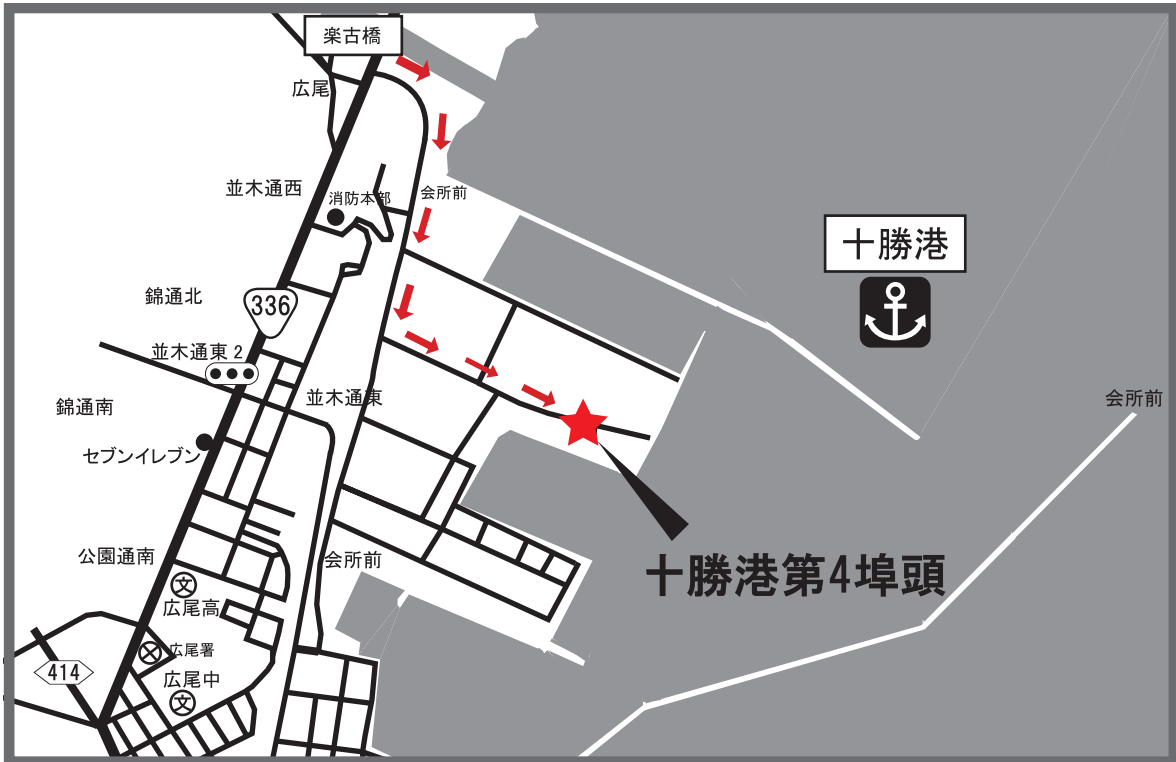 楽古橋
広尾
並木通西
消防本部
会所前
十勝港
錦通北
336
並木通東2
並木通東
錦通南
会所前
セブンイレブン
公園通南
会所前
十勝港第4埠頭
文
広尾高
広尾署
414
広尾中
文